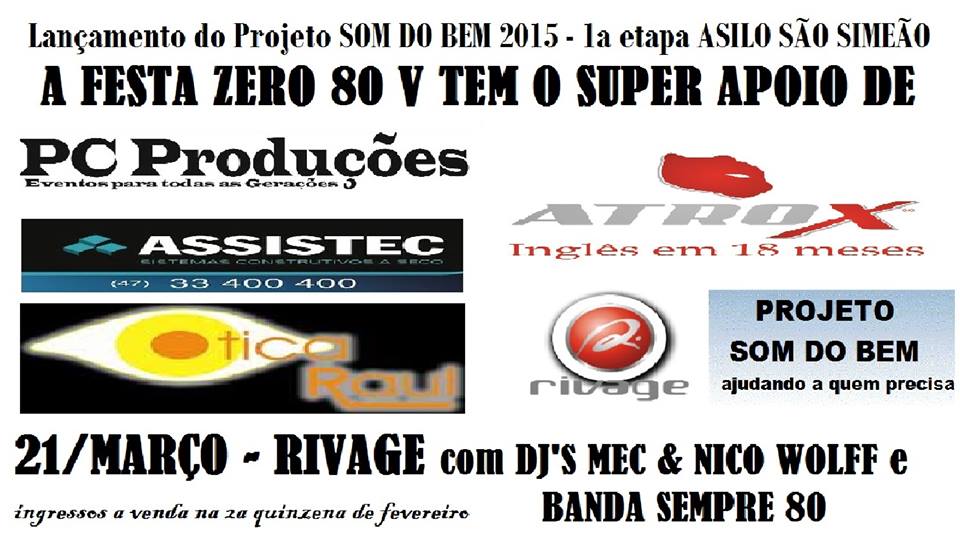 Lançamento do Projeto SOM DO BEM 2015 - 1a etapa ASILO SÃO SIMEÃO
A FESTA ZERO 80 V TEM O SUPER APOIO DE
PC Produções
Eventos para todas as Gerações
ATROX
Inglês em 18 meses
ASSISTEC
SISTEMAS CONSTRUTIVOS A SECO
(47) 33 400 400
Otica
Raul
rivage
PROJETO
SOM DO BEM
ajudando a quem precisa
21/MARÇO - RIVAGE com DJ'S MEC & NICO WOLFF e
BANDA SEMPRE 80
ingressos a venda na 2a quinzena de fevereiro